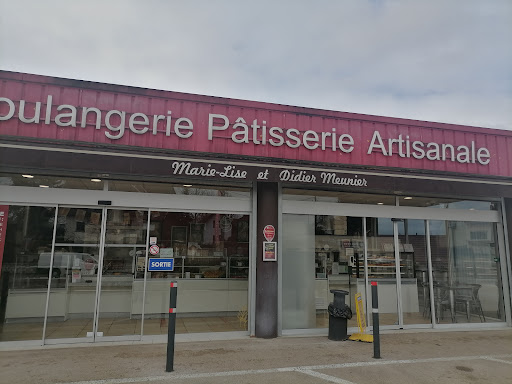 oulangerie Pâtisserie Artisanale
Marie-Lise et Didier Meunier
SORTIE